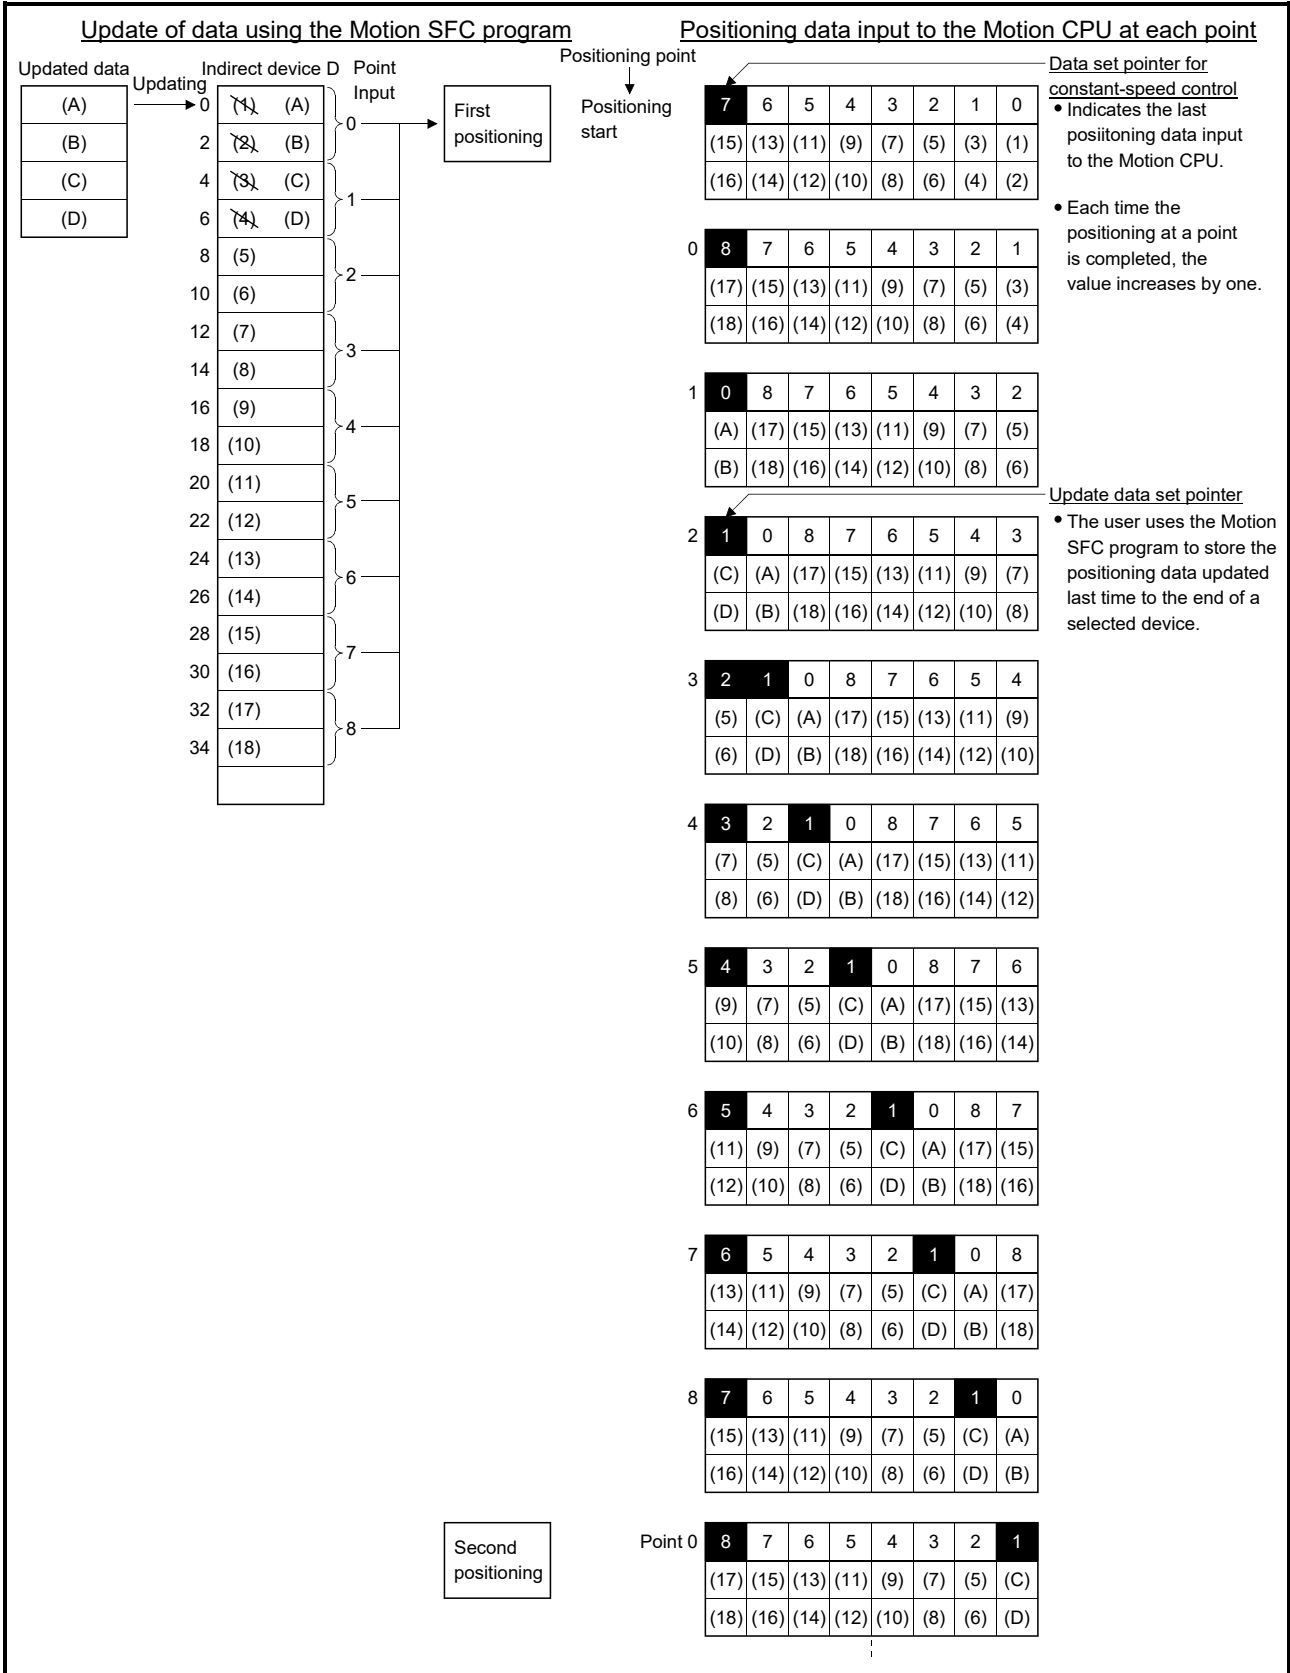 Update of data using the Motion SFC program
Updated data
Updating
Indirect device D
Point
Input
(A)
(B)
(C)
(D)
0 (1) (A)
2 (2) (B)
4 (3) (C)
6 (4) (D)
8 (5)
10 (6)
12 (7)
14 (8)
16 (9)
18 (10)
20 (11)
22 (12)
24 (13)
26 (14)
28 (15)
30 (16)
32 (17)
34 (18)
0
1
2
3
4
5
6
7
8
First
positioning
Second
positioning
Positioning data input to the Motion CPU at each point
Positioning point
Positioning
start
7 6 5 4 3 2 1 0
(15) (13) (11) (9) (7) (5) (3) (1)
(16) (14) (12) (10) (8) (6) (4) (2)
0 8 7 6 5 4 3 2 1
(17) (15) (13) (11) (9) (7) (5) (3)
(18) (16) (14) (12) (10) (8) (6) (4)
1 0 8 7 6 5 4 3 2
(A) (17) (15) (13) (11) (9) (7) (5)
(B) (18) (16) (14) (12) (10) (8) (6)
2 1 0 8 7 6 5 4 3
(C) (A) (17) (15) (13) (11) (9) (7)
(D) (B) (18) (16) (14) (12) (10) (8)
3 2 1 0 8 7 6 5 4
(5) (C) (A) (17) (15) (13) (11) (9)
(6) (D) (B) (18) (16) (14) (12) (10)
4 3 2 1 0 8 7 6 5
(7) (5) (C) (A) (17) (15) (13) (11)
(8) (6) (D) (B) (18) (16) (14) (12)
5 4 3 2 1 0 8 7 6
(9) (7) (5) (C) (A) (17) (15) (13)
(10) (8) (6) (D) (B) (18) (16) (14)
6 5 4 3 2 1 0 8 7
(11) (9) (7) (5) (C) (A) (17) (15)
(12) (10) (8) (6) (D) (B) (18) (16)
7 6 5 4 3 2 1 0 8
(13) (11) (9) (7) (5) (C) (A) (17)
(14) (12) (10) (8) (6) (D) (B) (18)
8 7 6 5 4 3 2 1 0
(15) (13) (11) (9) (7) (5) (C) (A)
(16) (14) (12) (10) (8) (6) (D) (B)
Point 0 8 7 6 5 4 3 2 1
(17) (15) (13) (11) (9) (7) (5) (C)
(18) (16) (14) (12) (10) (8) (6) (D)
Data set pointer for
constant-speed control
• Indicates the last
posiitoning data input
to the Motion CPU.
• Each time the
positioning at a point
is completed, the
value increases by one.
Update data set pointer
• The user uses the Motion
SFC program to store the
positioning data updated
last time to the end of a
selected device.